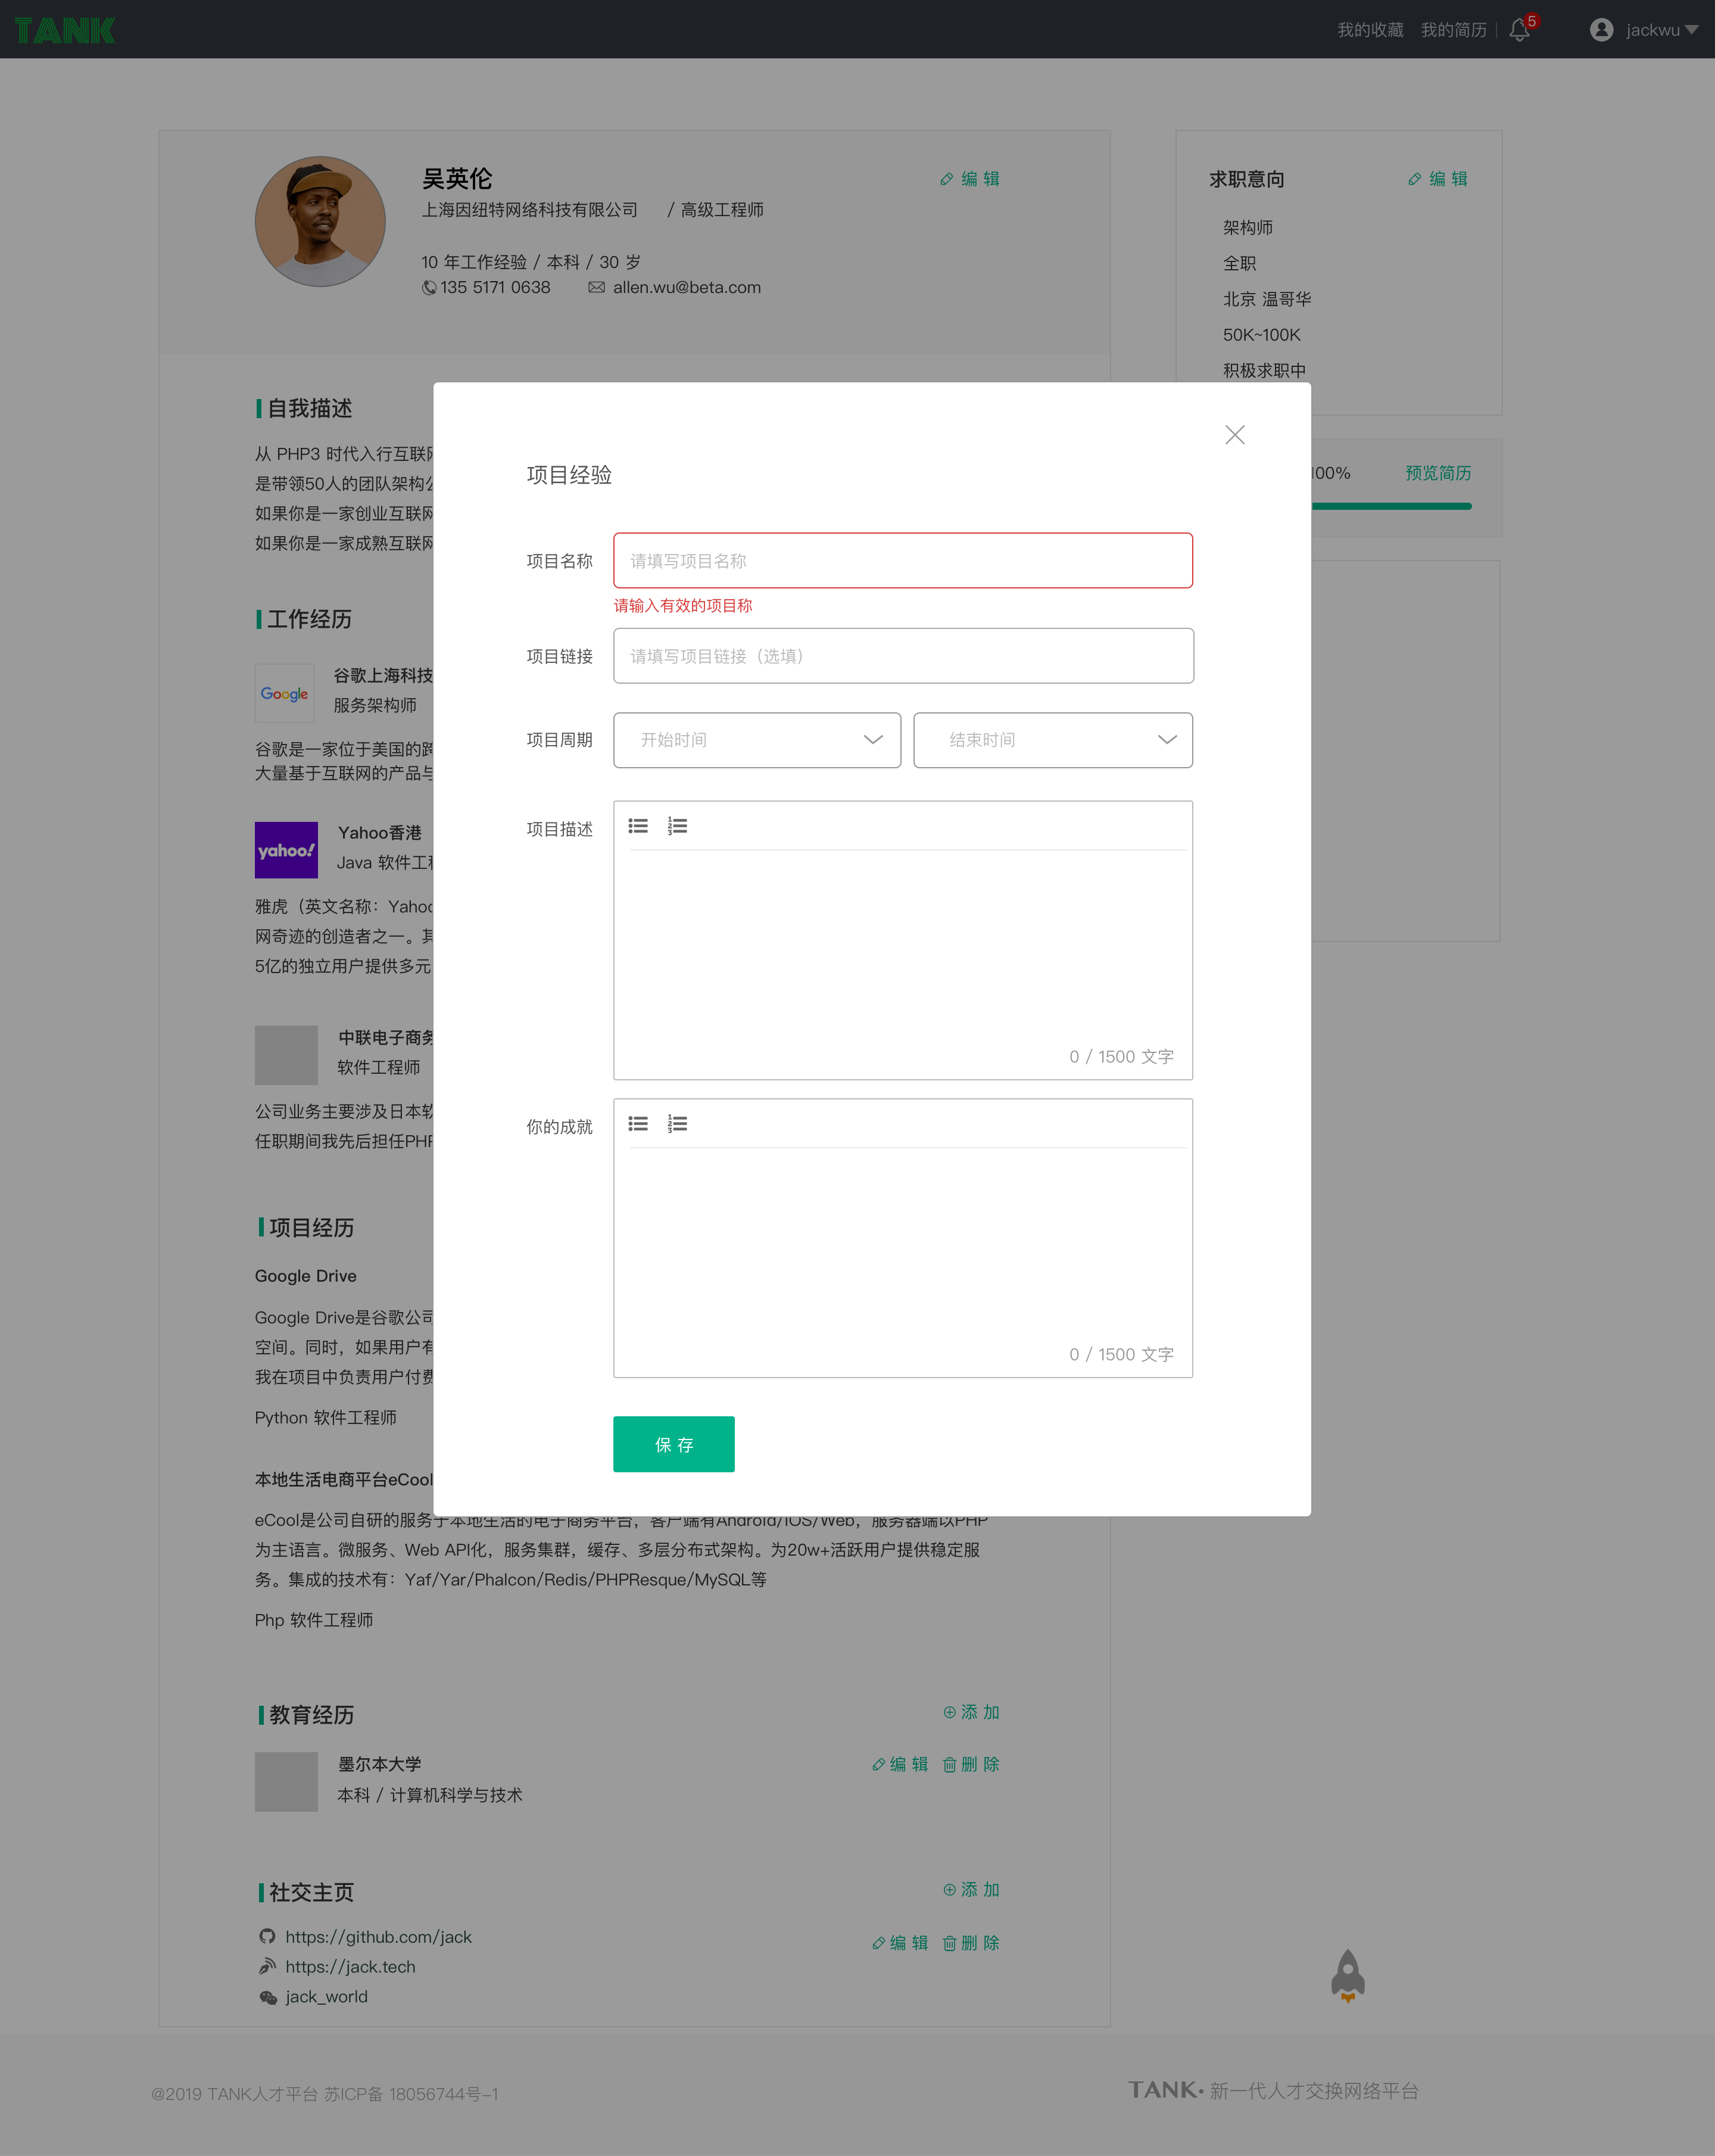 TANK
我的收藏 我的简历 5 jackwu
吴英伦
编 辑
上海因纽特网络科技有限公司 / 高级工程师
10 年工作经验 / 本科 / 30 岁
135 5171 0638 allen.wu@beta.com
求职意向
编 辑
架构师
全职
北京 温哥华
50K~100K
积极求职中
100%
预览简历
自我描述
从 PHP3 时代入行互联网
是带领50人的团队架构
如果你是一家创业互联网
如果你是一家成熟互联网
工作经历
Google
谷歌上海科技
服务架构师
谷歌是一家位于美国的跨
大量基于互联网的产品与
yahoo!
Yahoo香港
Java 软件工程
雅虎（英文名称：Yahoo
网奇迹的创造者之一。其
5亿的独立用户提供多元
中联电子商务
软件工程师
公司业务主要涉及日本软
任职期间我先后担任PHP
项目经历
Google Drive
Google Drive是谷歌公司
空间。同时，如果用户有
我在项目中负责用户付费
Python 软件工程师
本地生活电商平台eCool
eCool是公司自研的服务于本地生活的电子商务平台，客户端有Android/iOS/Web，服务器端以PHP
为主语言。微服务、Web API化，服务集群，缓存、多层分布式架构。为20w+活跃用户提供稳定服
务。集成的技术有：Yaf/Yar/Phalcon/Redis/PHPResque/MySQL等
Php 软件工程师
项目经验
项目名称 请填写项目名称
请输入有效的项目称
项目链接 请填写项目链接（选填）
项目周期 开始时间 结束时间
项目描述
0 / 1500 文字
你的成就
0 / 1500 文字
保 存
教育经历
添 加
墨尔本大学
编 辑 删 除
本科 / 计算机科学与技术
社交主页
添 加
https://github.com/jack
编 辑 删 除
https://jack.tech
jack_world
@2019 TANK人才平台 苏ICP备 18056744号-1
TANK· 新一代人才交换网络平台